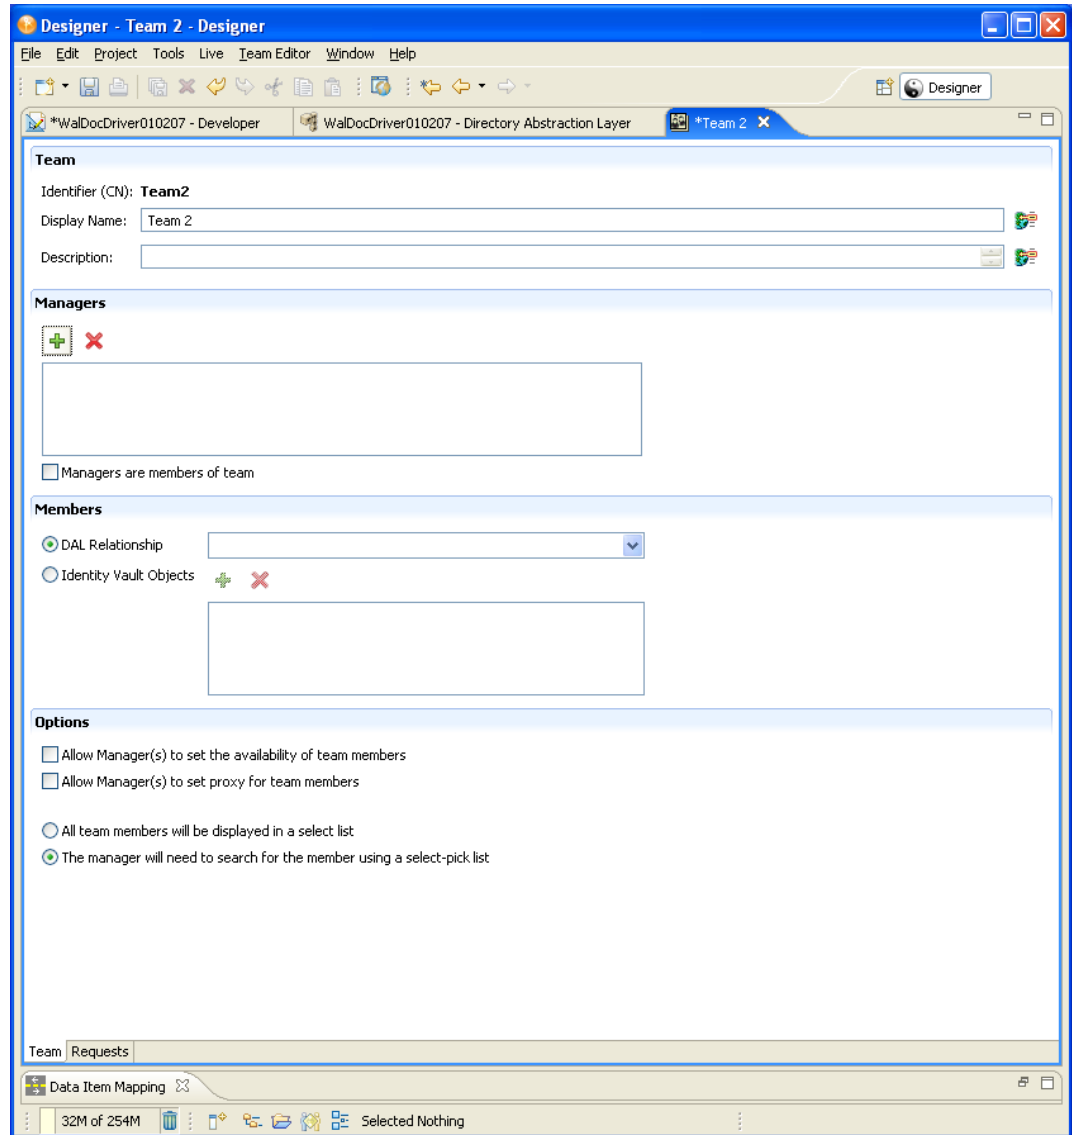 Designer - Team 2 - Designer
File Edit Project Tools Live Team Editor Window Help
Designer
*WalDocDriver010207 - Developer WalDocDriver010207 - Directory Abstraction Layer *Team 2
Team
Identifier (CN): Team2
Display Name: Team 2
Description:
Managers
Managers are members of team
Members
DAL Relationship
Identity Vault Objects
Options
Allow Manager(s) to set the availability of team members
Allow Manager(s) to set proxy for team members
All team members will be displayed in a select list
The manager will need to search for the member using a select-pick list
Team Requests
Data Item Mapping
32M of 254M Selected Nothing